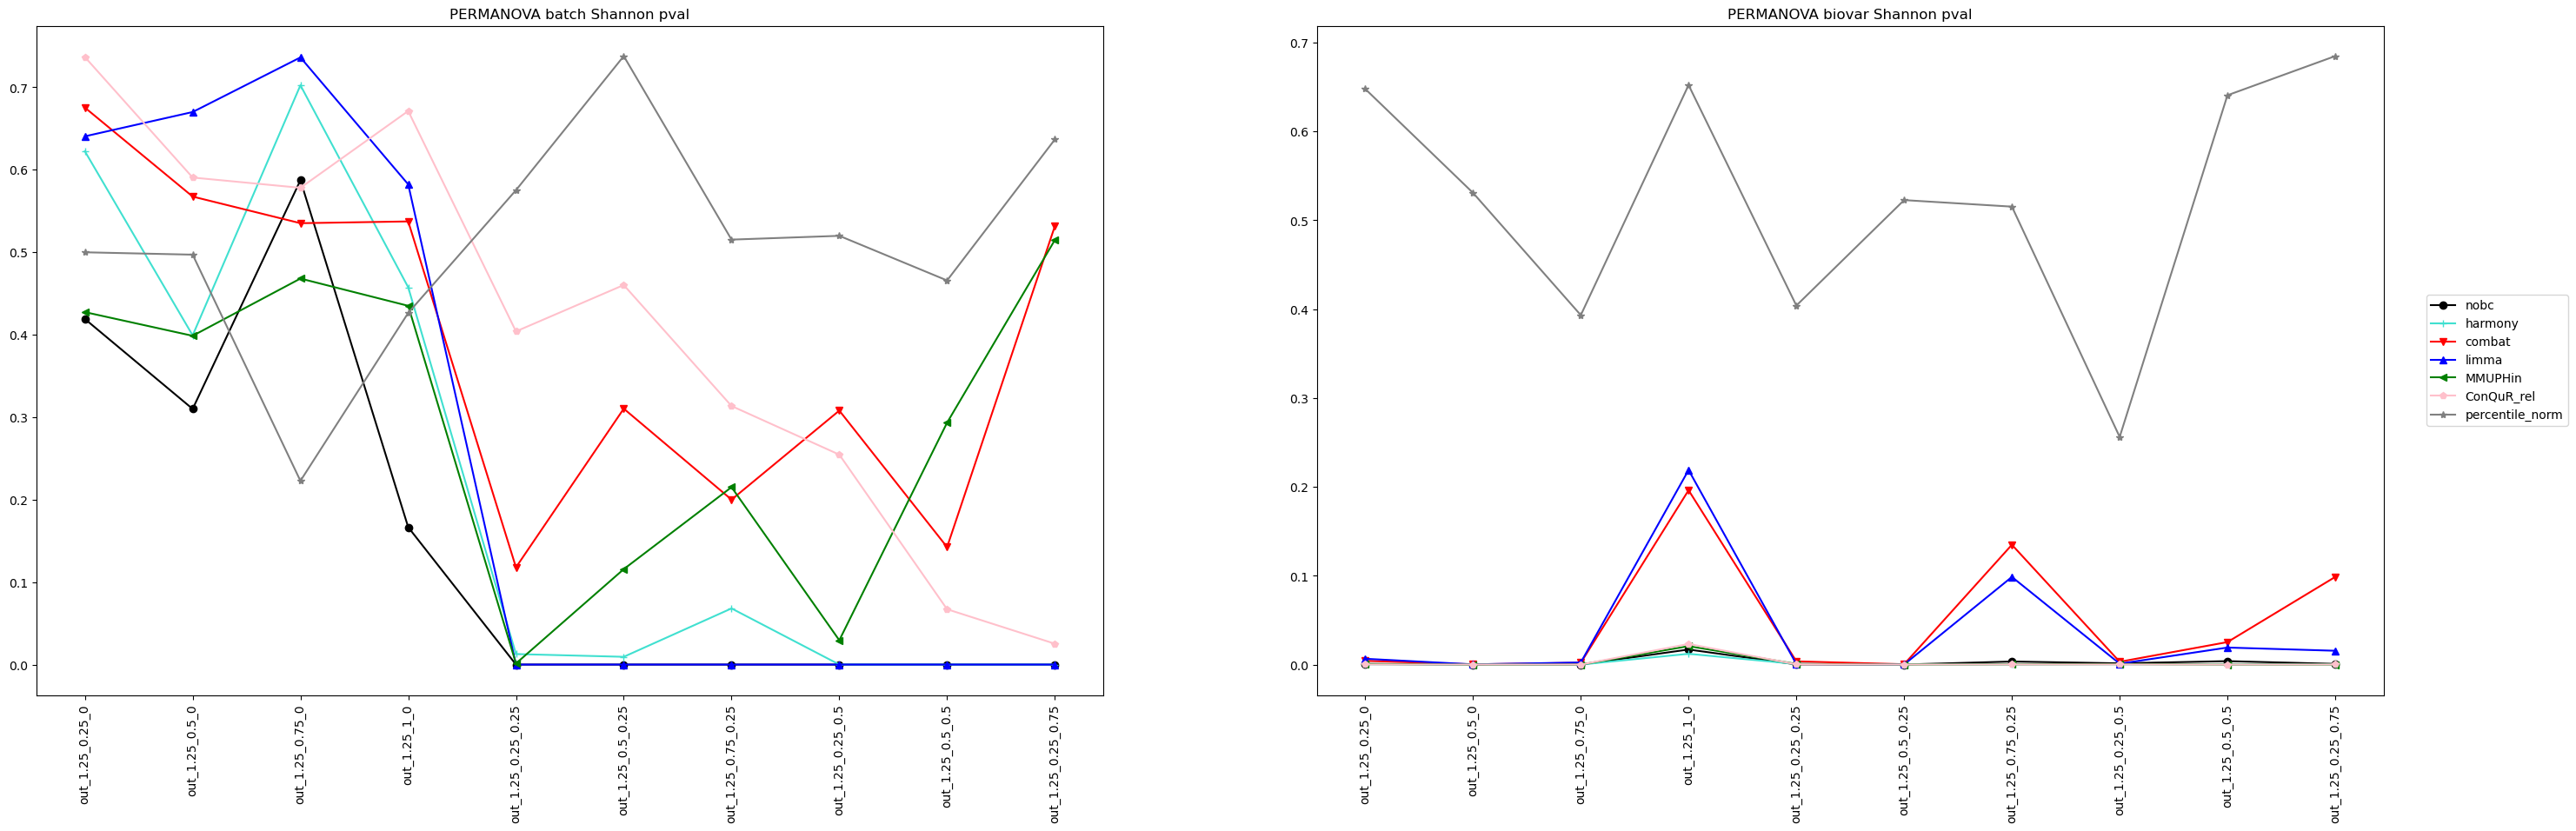 PERMANOVA batch Shannon pval
0.7
0.6
0.5
0.4
0.3
0.2
0.1
0.0
out_1.25_0.25_0
out_1.25_0.5_0
out_1.25_0.75_0
out_1.25_1_0
out_1.25_0.25_0.25
out_1.25_0.5_0.25
out_1.25_0.75_0.25
out_1.25_0.25_0.5
out_1.25_0.5_0.5
out_1.25_0.25_0.75
PERMANOVA biovar Shannon pval
0.7
0.6
0.5
0.4
0.3
0.2
0.1
0.0
out_1.25_0.25_0
out_1.25_0.5_0
out_1.25_0.75_0
out_1.25_1_0
out_1.25_0.25_0.25
out_1.25_0.5_0.25
out_1.25_0.75_0.25
out_1.25_0.25_0.5
out_1.25_0.5_0.5
out_1.25_0.25_0.75
nobc
harmony
combat
limma
MMUPHin
ConQuR_rel
percentile_norm